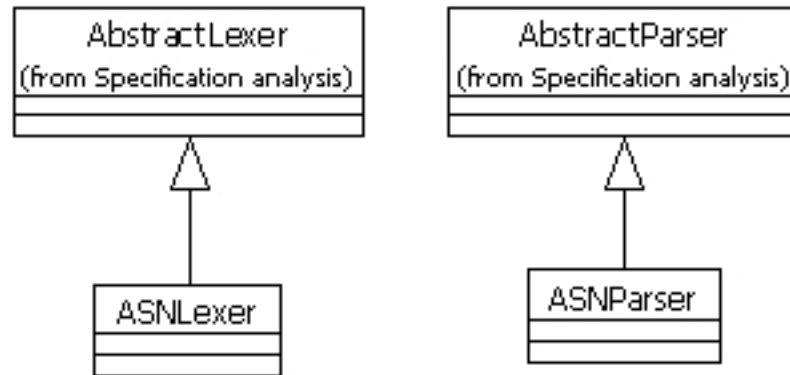 AbstractLexer
(from Specification analysis)
AbstractParser
(from Specification analysis)
ASNLexer
ASNParser